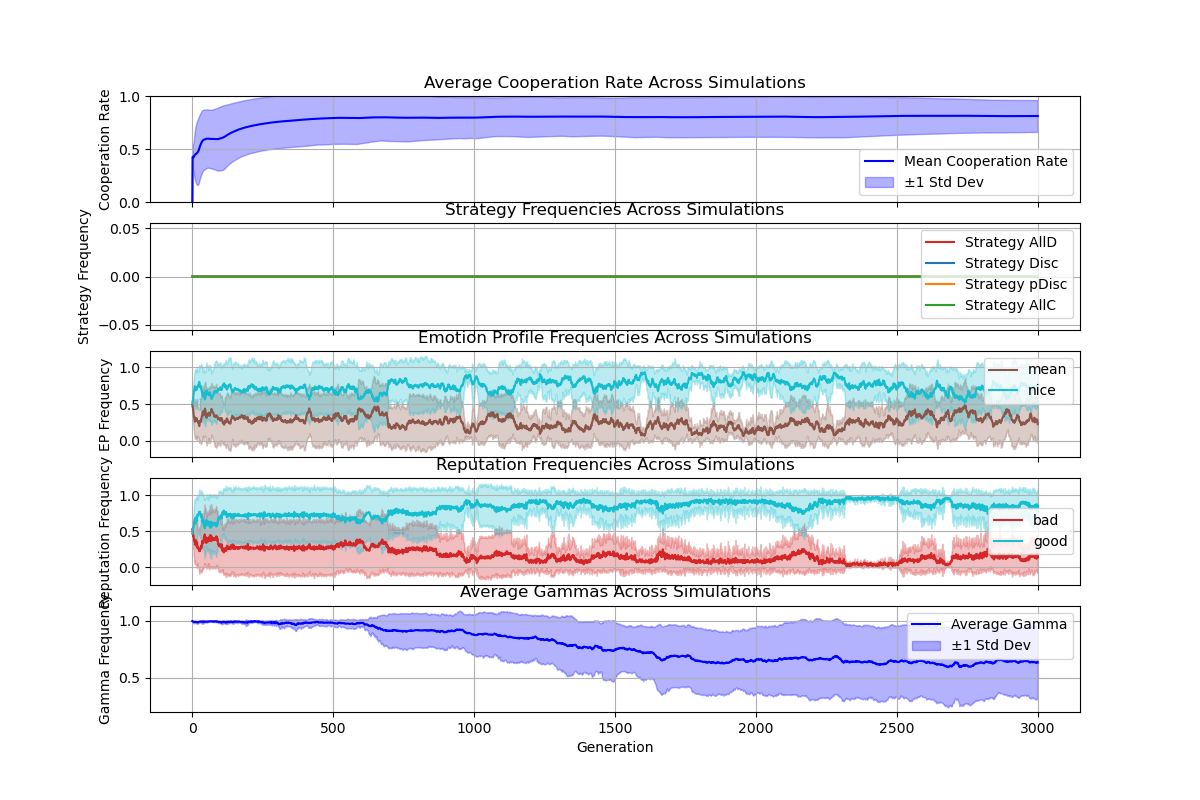 Average Cooperation Rate Across Simulations
Cooperation Rate
1.0
0.5
0.0
Mean Cooperation Rate
±1 Std Dev
Strategy Frequencies Across Simulations
Strategy Frequency
0.05
0.00
−0.05
Strategy AllD
Strategy Disc
Strategy pDisc
Strategy AllC
Emotion Profile Frequencies Across Simulations
EP Frequency
1.0
0.5
0.0
mean
nice
Reputation Frequencies Across Simulations
Reputation Frequency
1.0
0.5
0.0
bad
good
Average Gammas Across Simulations
Gamma Frequency
1.0
0.5
Average Gamma
±1 Std Dev
0 500 1000 1500 2000 2500 3000
Generation